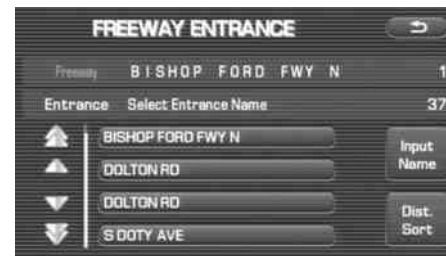 FREEWAY ENTRANCE
Freeway BISHOP FORD FWY N 1
Entrance Select Entrance Name 37
BISHOP FORD FWY N
Input Name
DOLTON RD
DOLTON RD
Dist. Sort
S DOTY AVE